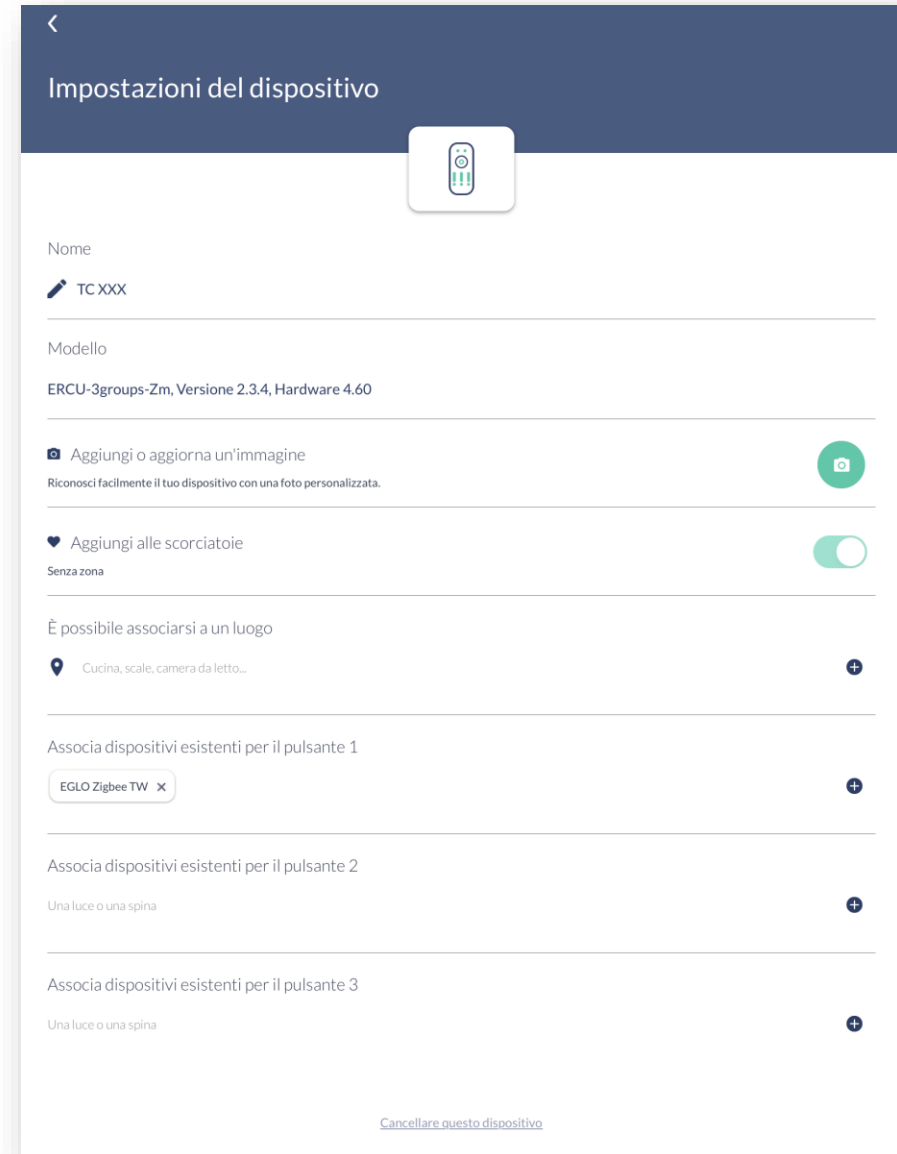 Impostazioni del dispositivo
Nome
TC XXX
Modello
ERCU-3groups-Zm, Versione 2.3.4, Hardware 4.60
Aggiungi o aggiorna un'immagine
Riconosci facilmente il tuo dispositivo con una foto personalizzata.
Aggiungi alle scorciatoie
Senza zona
È possibile associarsi a un luogo
Cucina, scale, camera da letto...
Associa dispositivi esistenti per il pulsante 1
EGLO Zigbee TW ×
Associa dispositivi esistenti per il pulsante 2
Una luce o una spina
Associa dispositivi esistenti per il pulsante 3
Una luce o una spina
Cancellare questo dispositivo